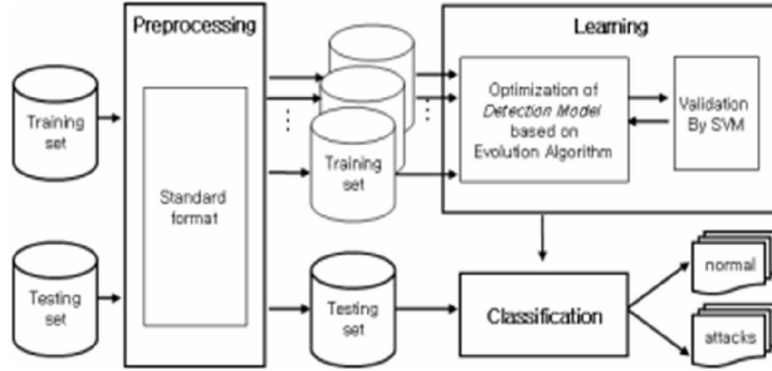 Preprocessing
Learning
Training
set
Standard
format
Training
set
Optimization of
Detection Model
based on
Evolution Algorithm
Validation
By SVM
Testing
set
Testing
set
Classification
normal
attacks